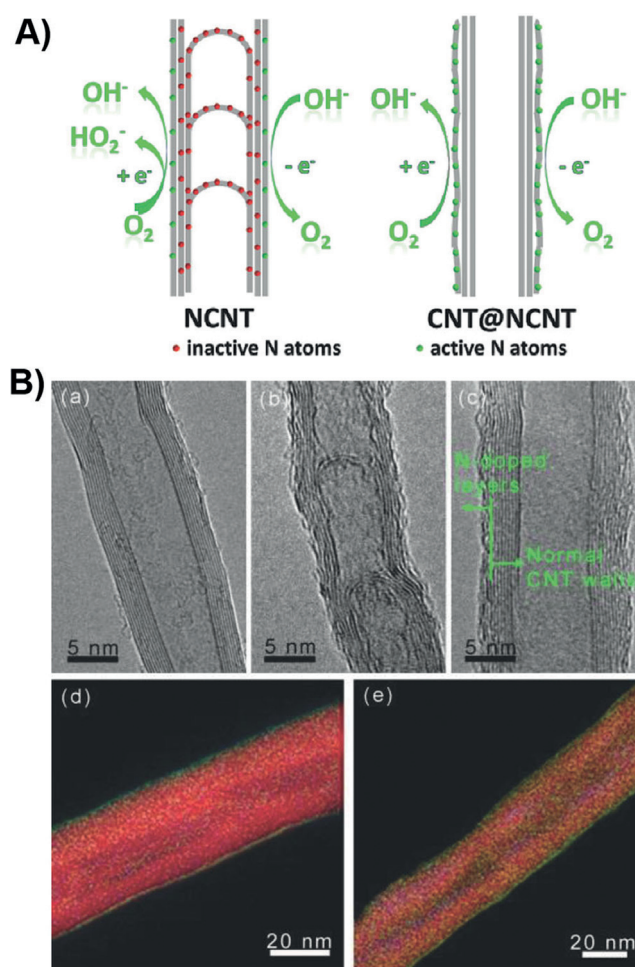 A)
OH⁻
HO₂⁻
+ e⁻
O₂
OH⁻
- e⁻
O₂
NCNT
OH⁻
+ e⁻
O₂
OH⁻
- e⁻
O₂
CNT@NCNT
• inactive N atoms
• active N atoms
B)
(a)
5 nm
(b)
5 nm
(c)
N-doped
layers
Normal
CNT walls
5 nm
(d)
20 nm
(e)
20 nm